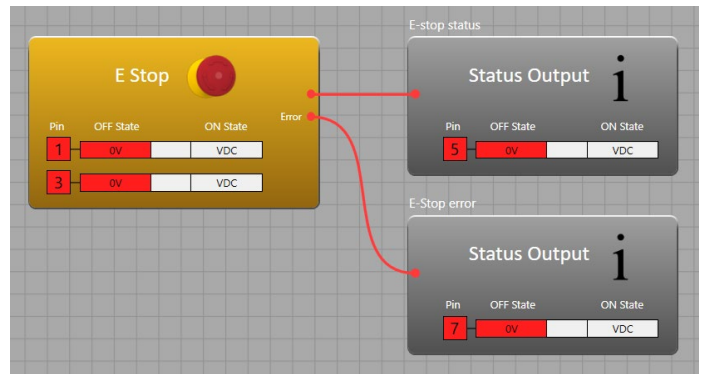 E-stop status
E Stop
Error
Pin OFF State ON State
1 0V VDC
3 0V VDC
Status Output i
Pin OFF State ON State
5 0V VDC
E-Stop error
Status Output i
Pin OFF State ON State
7 0V VDC